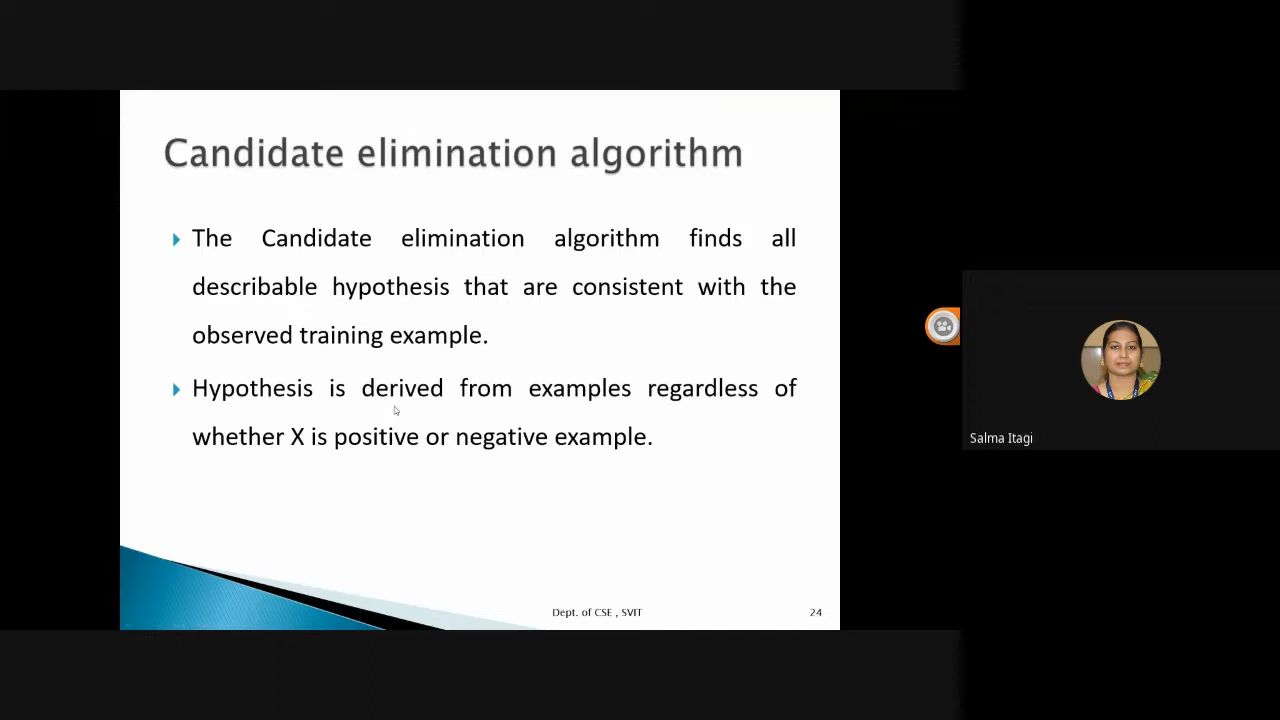 Candidate elimination algorithm
The Candidate elimination algorithm finds all
describable hypothesis that are consistent with the
observed training example.
Hypothesis is derived from examples regardless of
whether X is positive or negative example.
Dept. of CSE , SVIT
24
Salma Itagi